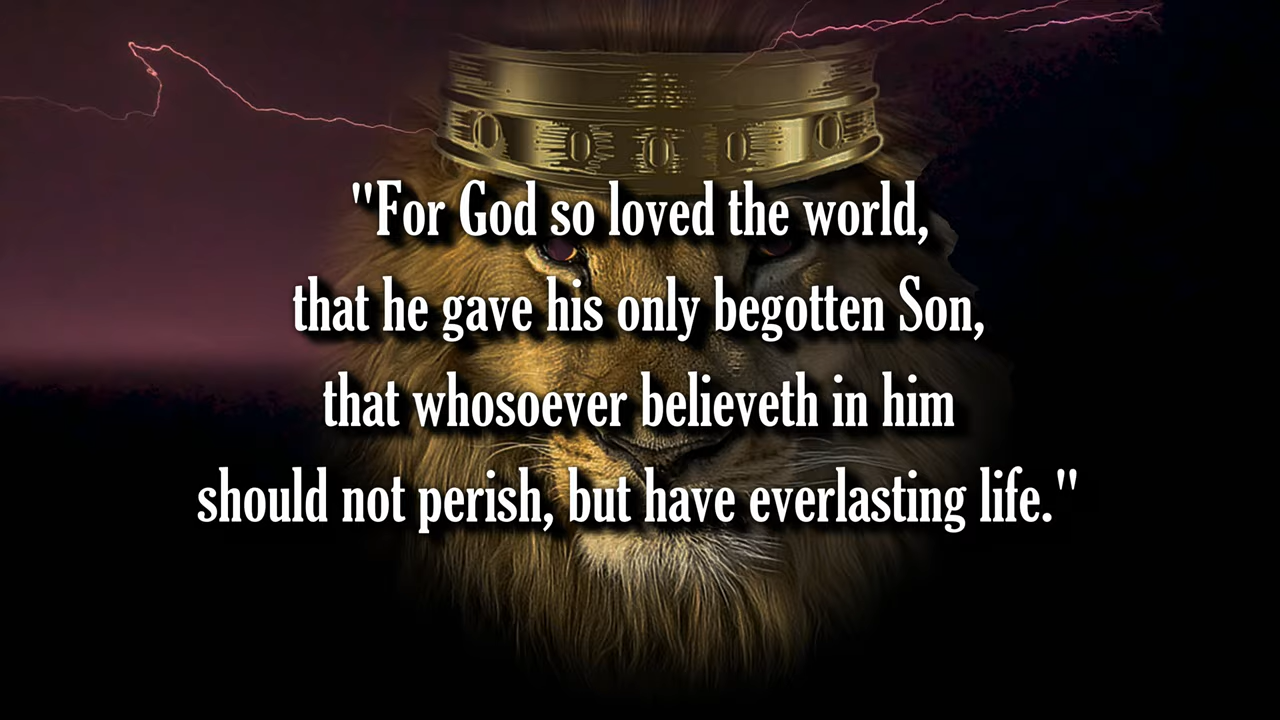 "For God so loved the world,
that he gave his only begotten Son,
that whosoever believeth in him
should not perish, but have everlasting life."